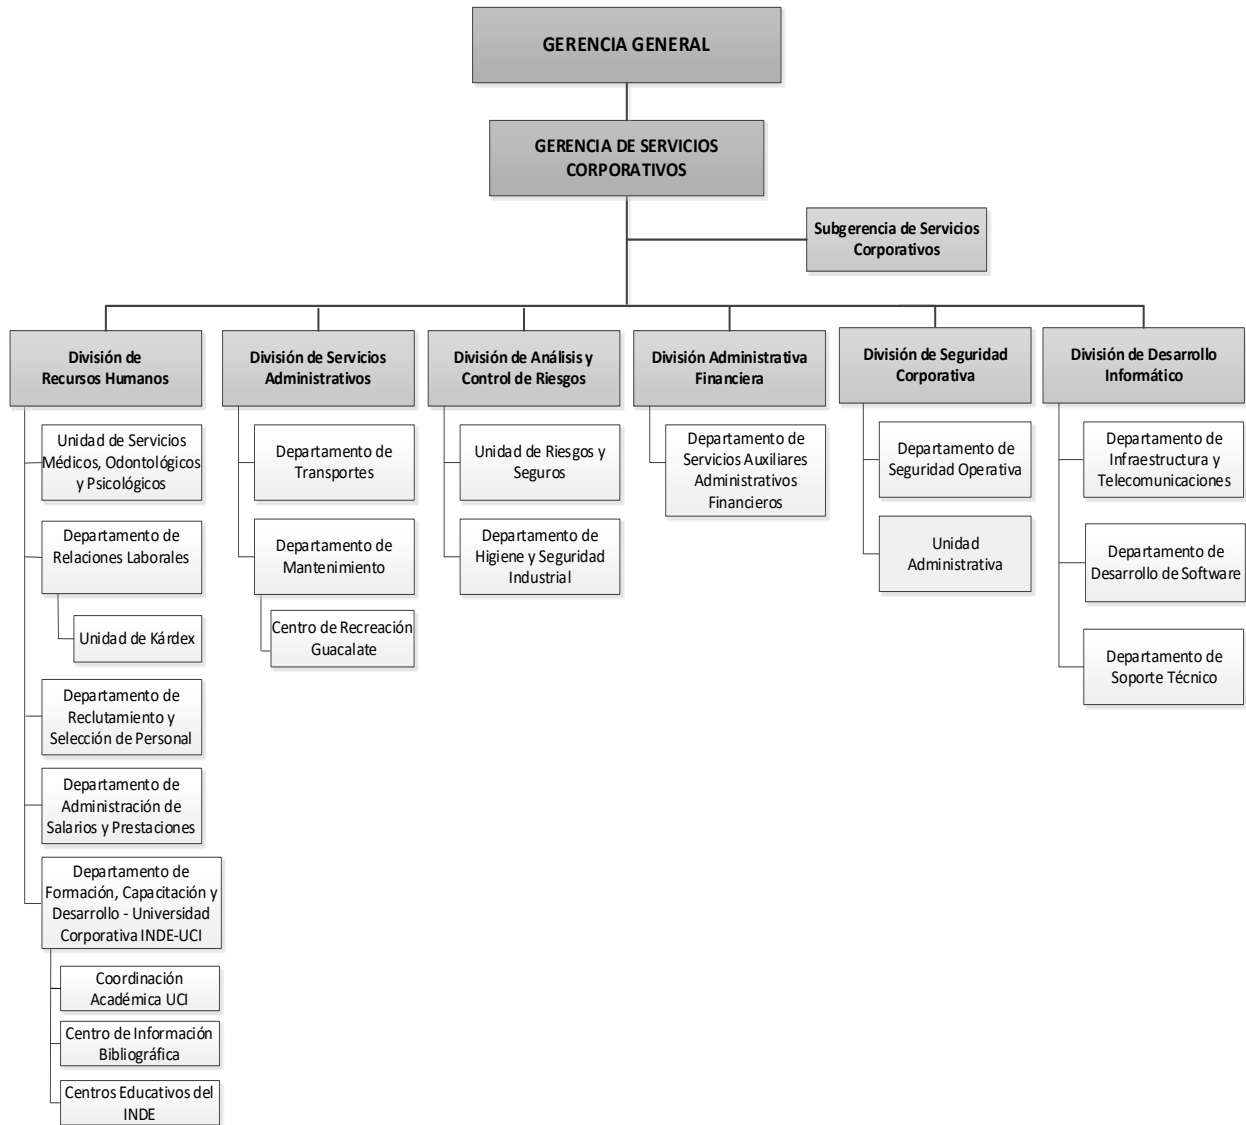 GERENCIA GENERAL
GERENCIA DE SERVICIOS
CORPORATIVOS
Subgerencia de Servicios
Corporativos
División de
Recursos Humanos
División de Servicios
Administrativos
División de Análisis y
Control de Riesgos
División Administrativa
Financiera
División de Seguridad
Corporativa
División de Desarrollo
Informático
Unidad de Servicios
Médicos, Odontológicos
y Psicológicos
Departamento de
Relaciones Laborales
Unidad de Kárdex
Departamento de
Reclutamiento y
Selección de Personal
Departamento de
Administración de
Salarios y Prestaciones
Departamento de
Formación, Capacitación y
Desarrollo - Universidad
Corporativa INDE-UCI
Coordinación
Académica UCI
Centro de Información
Bibliográfica
Centros Educativos del
INDE
Departamento de
Transportes
Departamento de
Mantenimiento
Centro de Recreación
Guacalate
Unidad de Riesgos y
Seguros
Departamento de
Higiene y Seguridad
Industrial
Departamento de
Servicios Auxiliares
Administrativos
Financieros
Departamento de
Seguridad Operativa
Unidad
Administrativa
Departamento de
Infraestructura y
Telecomunicaciones
Departamento de
Desarrollo de Software
Departamento de
Soporte Técnico